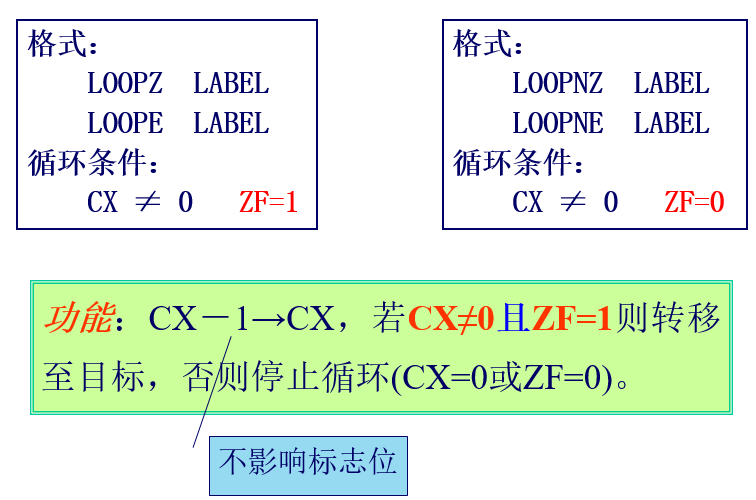 格式：
LOOPZ LABEL
LOOPE LABEL
循环条件：
CX ≠ 0 ZF=1
格式：
LOOPNZ LABEL
LOOPNE LABEL
循环条件：
CX ≠ 0 ZF=0
功能：CX－1→CX，若CX≠0且ZF=1则转移
至目标，否则停止循环(CX=0或ZF=0)。
不影响标志位